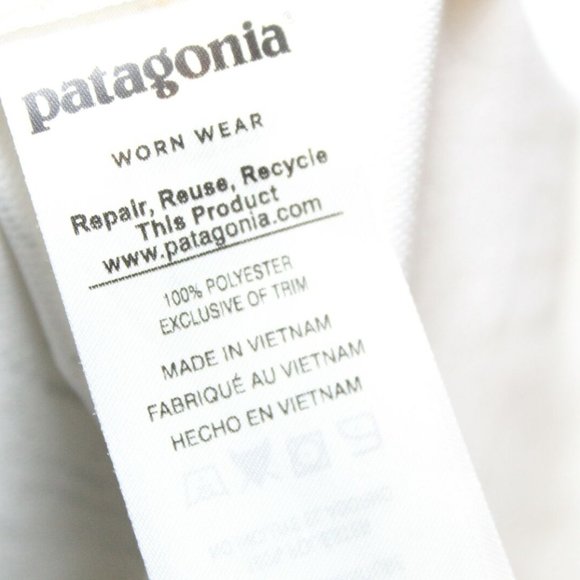 patagonia
WORN WEAR
Repair, Reuse, Recycle
This Product
www.patagonia.com
100% POLYESTER
EXCLUSIVE OF TRIM
MADE IN VIETNAM
FABRIQUÉ AU VIETNAM
HECHO EN VIETNAM